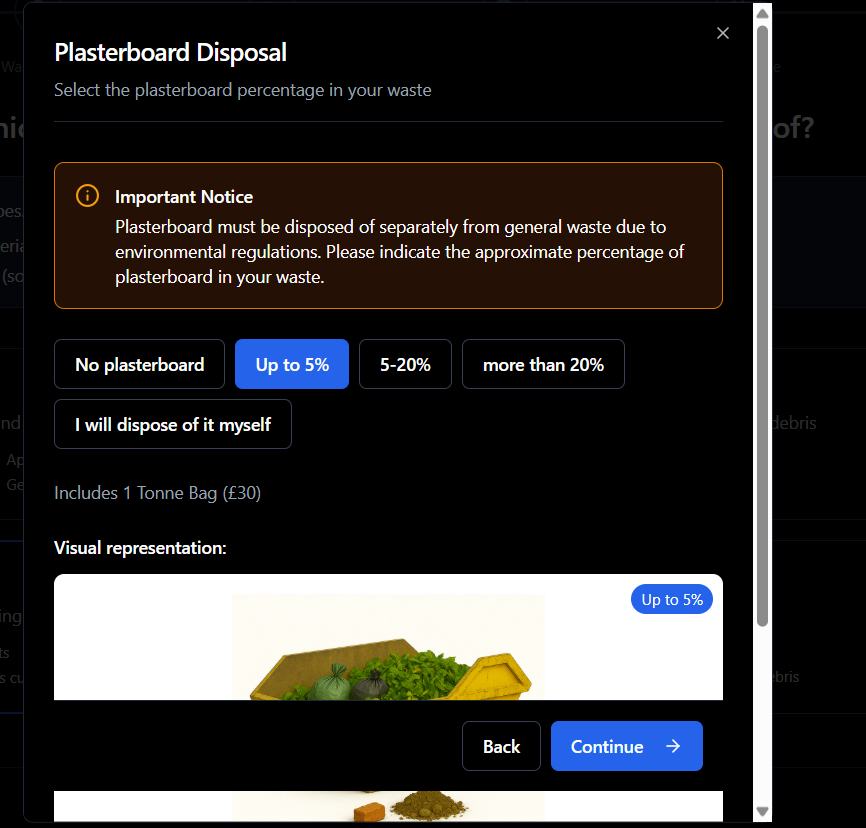 Plasterboard Disposal
Select the plasterboard percentage in your waste
Important Notice
Plasterboard must be disposed of separately from general waste due to
environmental regulations. Please indicate the approximate percentage of
plasterboard in your waste.
No plasterboard
Up to 5%
5-20%
more than 20%
I will dispose of it myself
Includes 1 Tonne Bag (£30)
Visual representation:
Up to 5%
Back
Continue
of?
debris